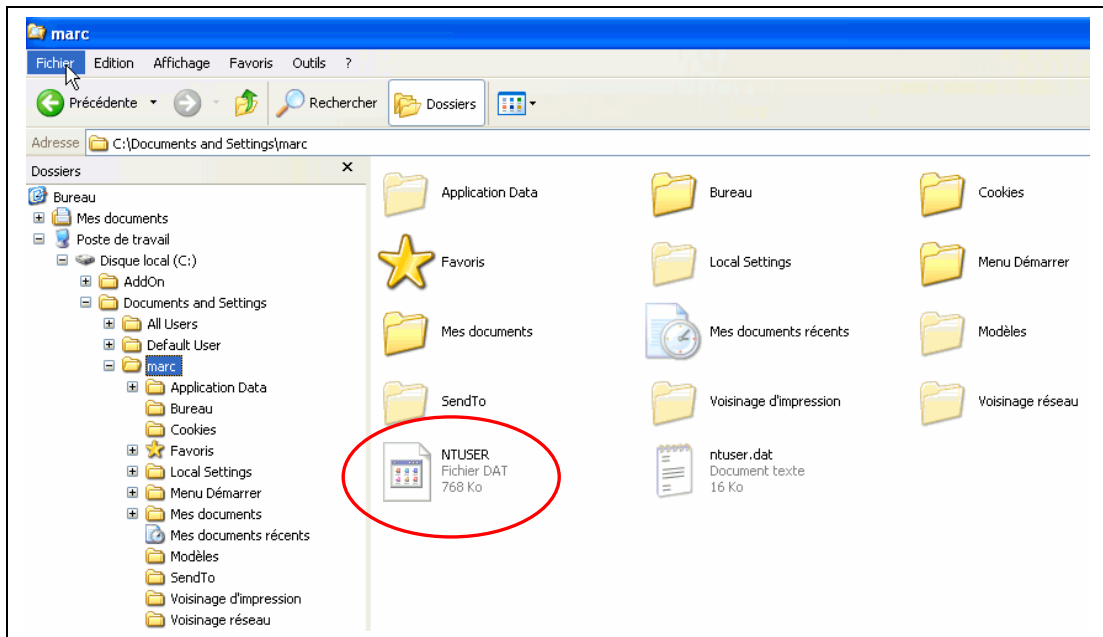 marc
Fichier Edition Affichage Favoris Outils ?
Précédente Rechercher Dossiers
Adresse C:\Documents and Settings\marc
Dossiers
Bureau
Mes documents
Poste de travail
Disque local (C:)
AddOn
Documents and Settings
All Users
Default User
marc
Application Data
Bureau
Cookies
Favoris
Local Settings
Menu Démarrer
Mes documents
Mes documents récents
Modèles
SendTo
Voisinage d'impression
Voisinage réseau
Application Data
Bureau
Cookies
Favoris
Local Settings
Menu Démarrer
Mes documents
Mes documents récents
Modèles
SendTo
Voisinage d'impression
Voisinage réseau
NTUSER
Fichier DAT
768 Ko
ntuser.dat
Document texte
16 Ko